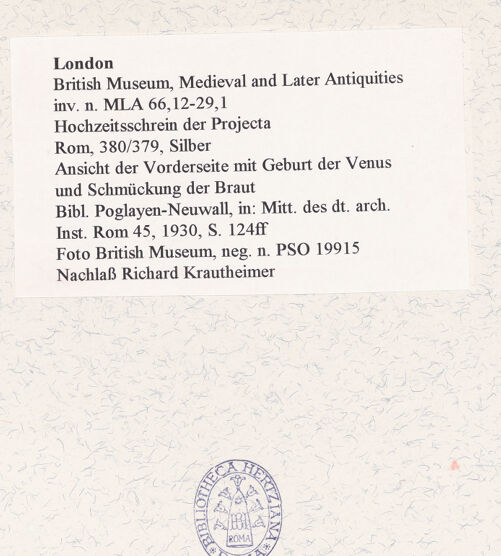 London
British Museum, Medieval and Later Antiquities
inv. n. MLA 66,12-29,1
Hochzeitsschrein der Projecta
Rom, 380/379, Silber
Ansicht der Vorderseite mit Geburt der Venus
und Schmückung der Braut
Bibl. Poglayen-Neuwall, in: Mitt. des dt. arch.
Inst. Rom 45, 1930, S. 124ff
Foto British Museum, neg. n. PSO 19915
Nachlaß Richard Krautheimer
BIBLIOTHECA HERTZIANA
ROMA